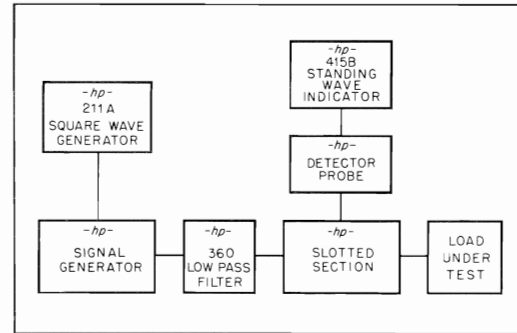 -hp-
415B
STANDING
WAVE
INDICATOR
-hp-
211A
SQUARE WAVE
GENERATOR
-hp-
DETECTOR
PROBE
-hp-
SIGNAL
GENERATOR
-hp-
360
LOW PASS
FILTER
-hp-
SLOTTED
SECTION
LOAD
UNDER
TEST